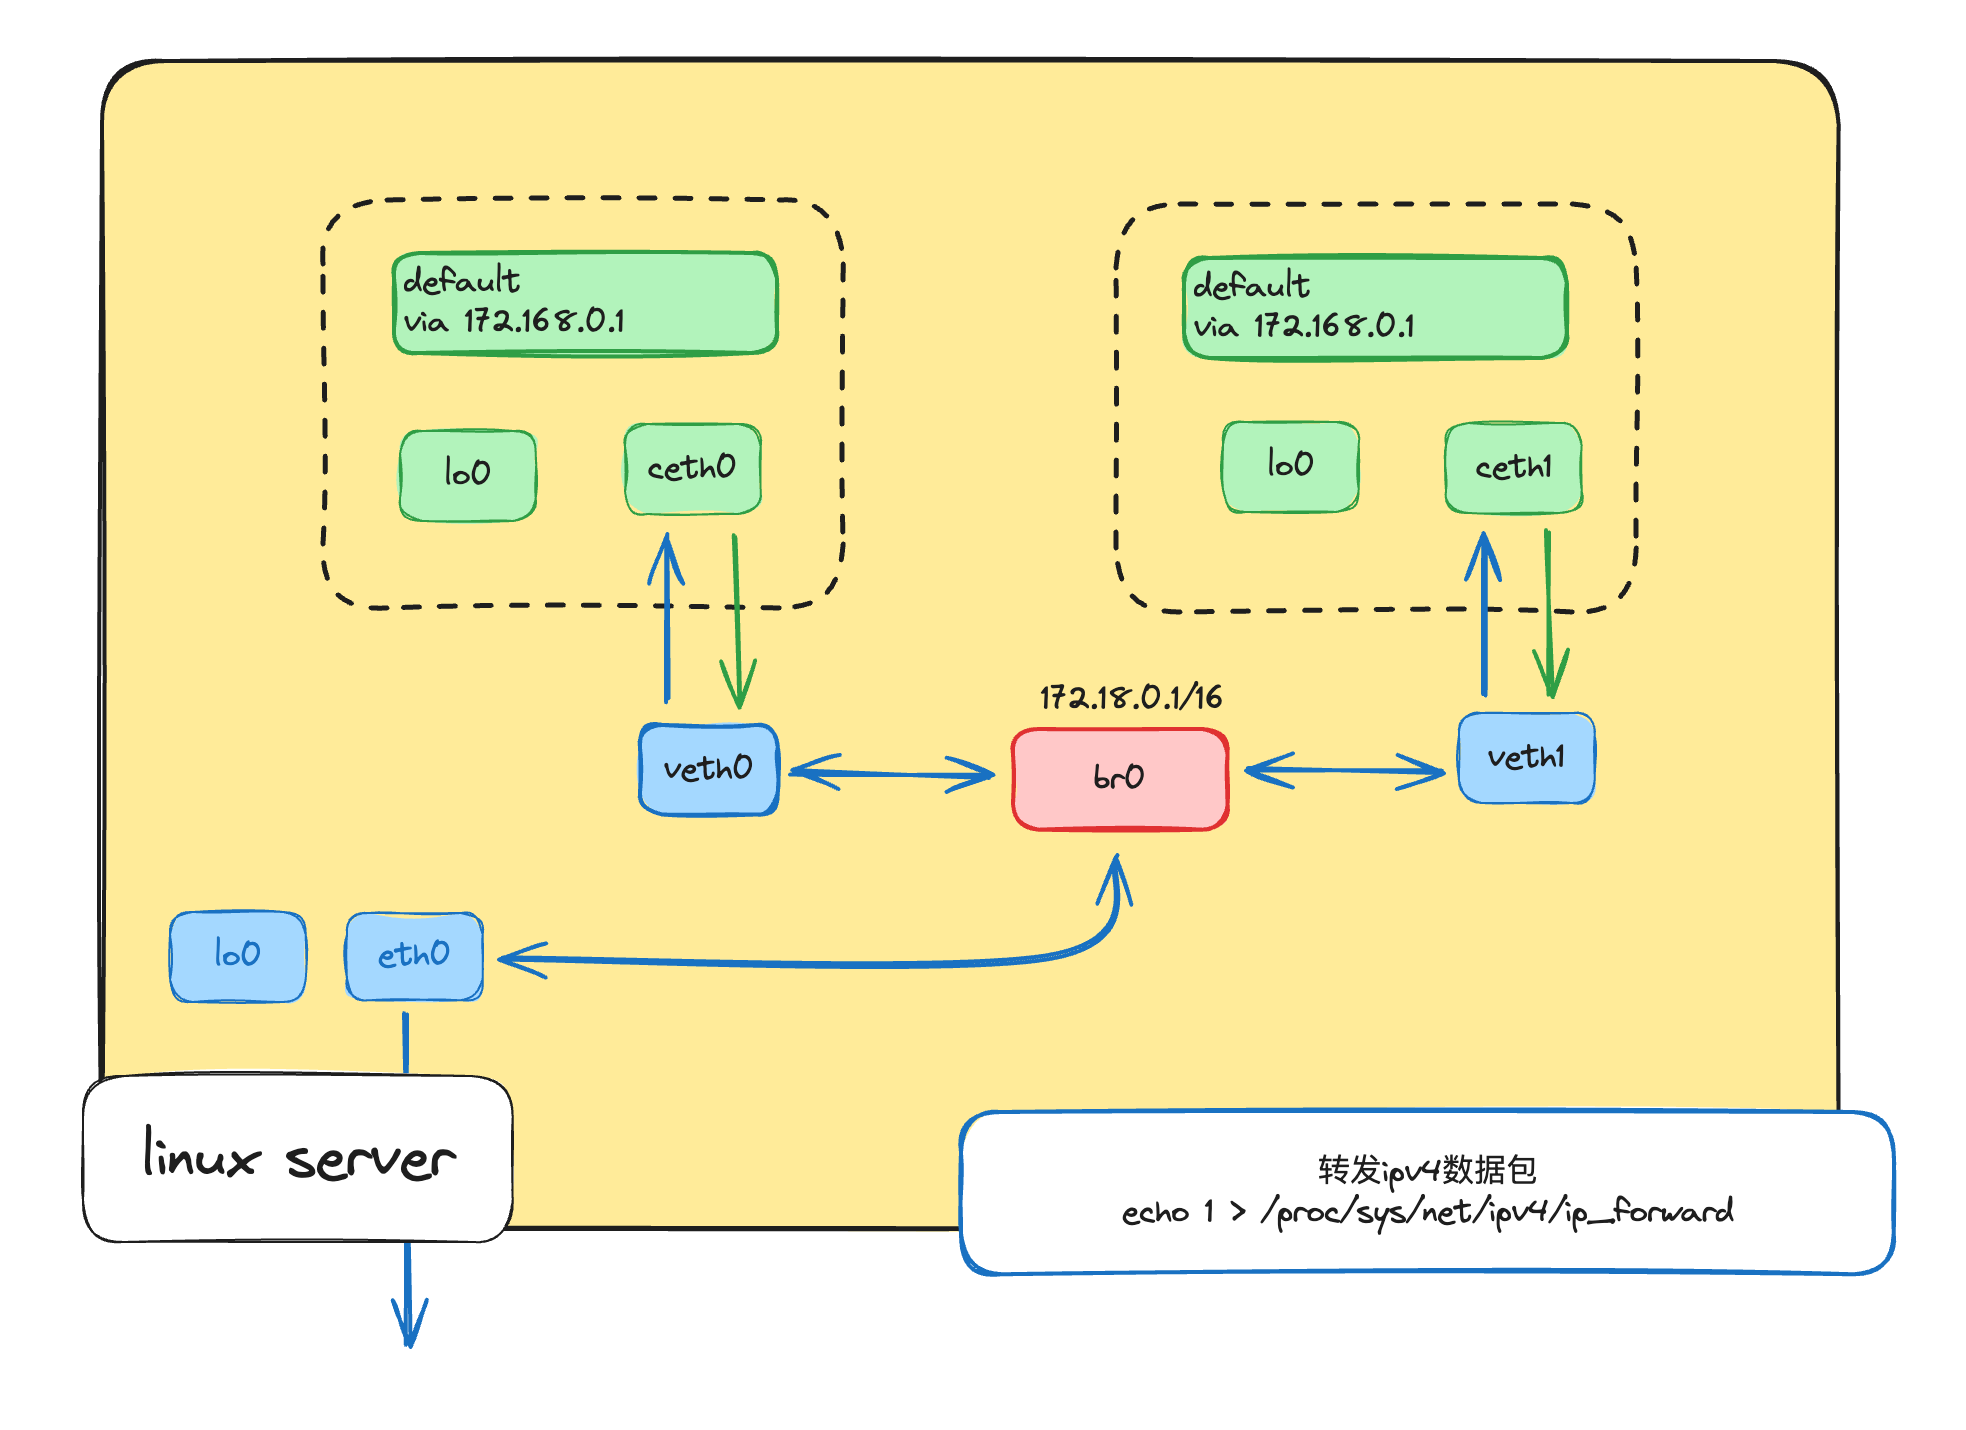 default
via 172.168.0.1
default
via 172.168.0.1
lo0
ceth0
lo0
ceth1
172.18.0.1/16
veth0
br0
veth1
lo0
eth0
linux server
转发ipv4数据包
echo 1 > /proc/sys/net/ipv4/ip_forward